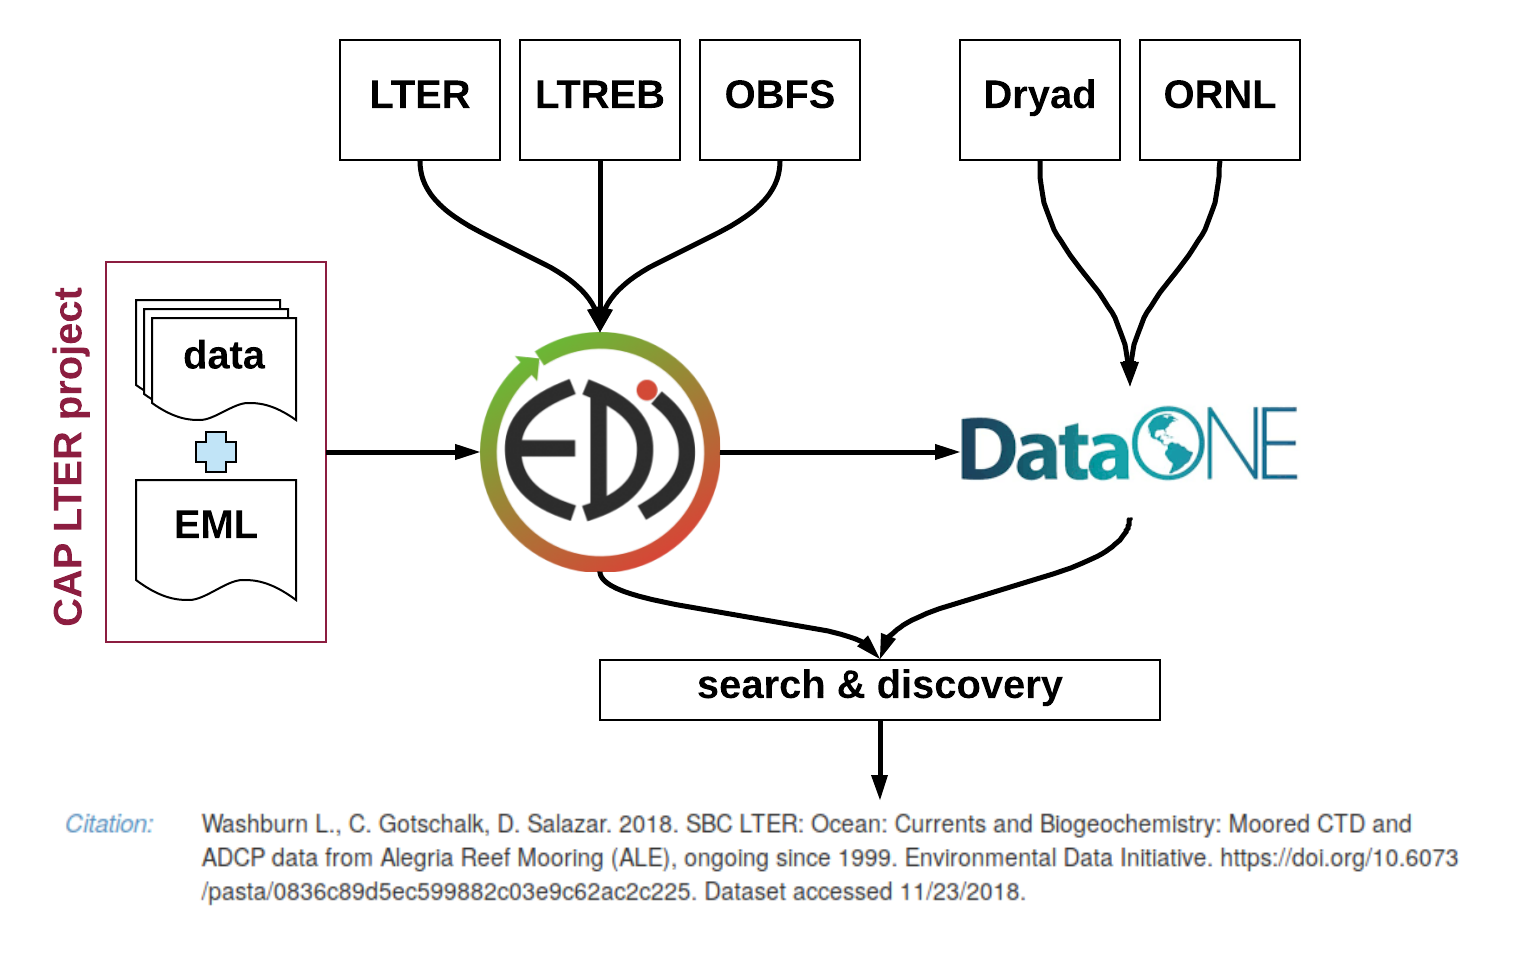 LTER
LTREB
OBFS
Dryad
ORNL
CAP LTER project
data
EML
EDI
DataONE
search & discovery
Citation:
Washburn L., C. Gotschalk, D. Salazar. 2018. SBC LTER: Ocean: Currents and Biogeochemistry: Moored CTD and
ADCP data from Alegria Reef Mooring (ALE), ongoing since 1999. Environmental Data Initiative. https://doi.org/10.6073
/pasta/0836c89d5ec599882c03e9c62ac2c225. Dataset accessed 11/23/2018.